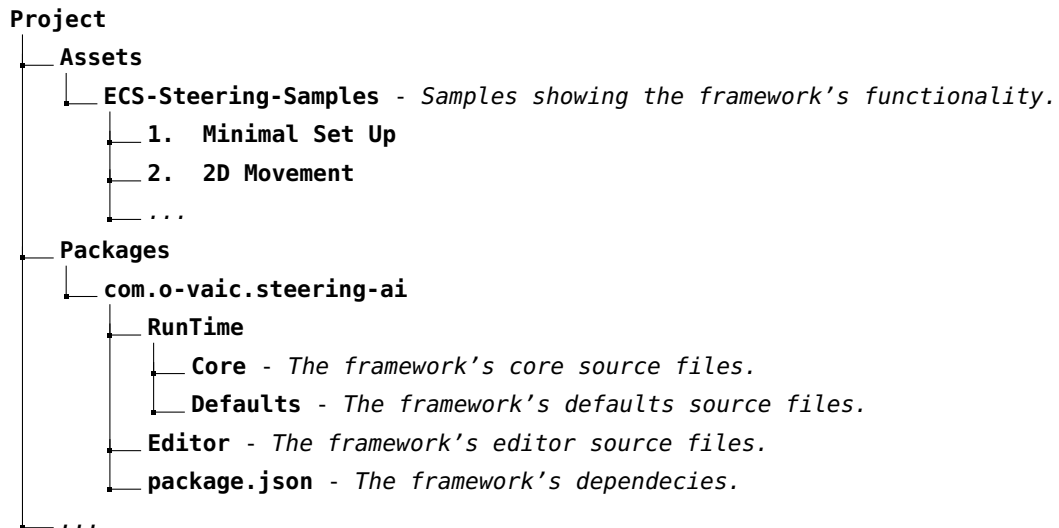 Project
Assets
ECS-Steering-Samples - Samples showing the framework’s functionality.
1. Minimal Set Up
2. 2D Movement
...
Packages
com.o-vaic.steering-ai
RunTime
Core - The framework’s core source files.
Defaults - The framework’s defaults source files.
Editor - The framework’s editor source files.
package.json - The framework’s dependecies.
...